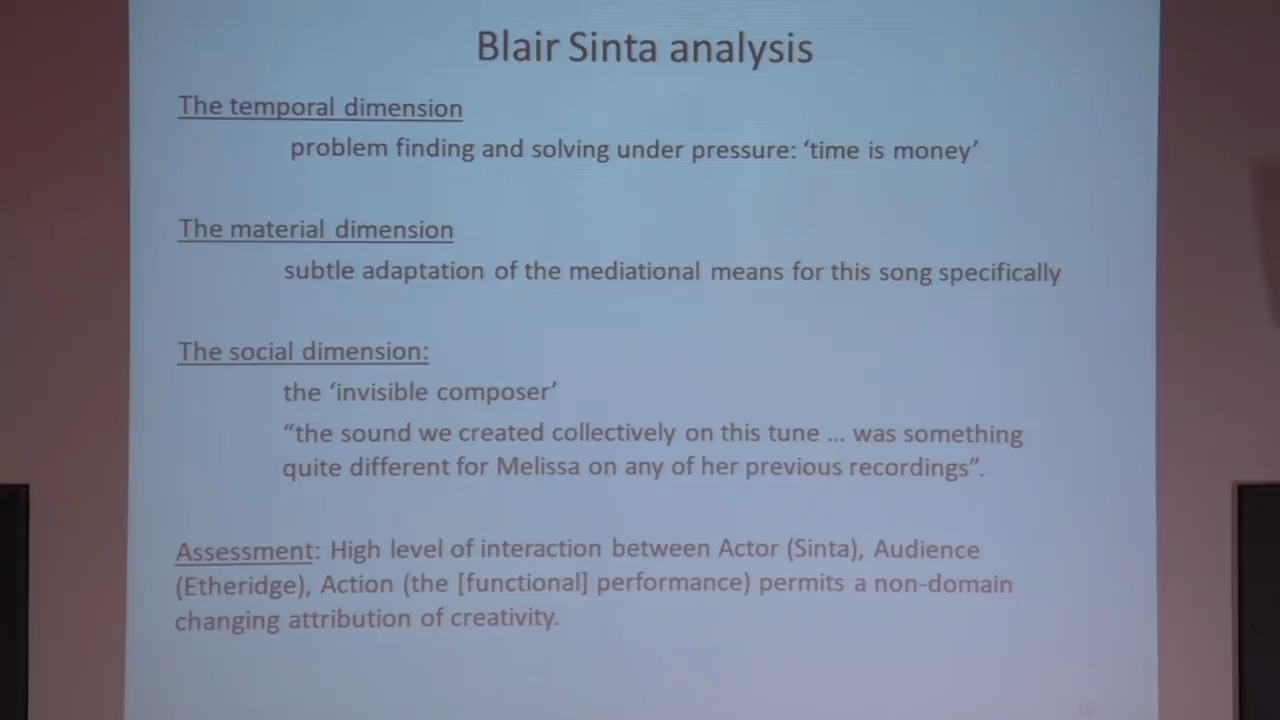 Blair Sinta analysis
The temporal dimension
problem finding and solving under pressure: ‘time is money’
The material dimension
subtle adaptation of the mediational means for this song specifically
The social dimension:
the ‘invisible composer’
“the sound we created collectively on this tune ... was something
quite different for Melissa on any of her previous recordings”.
Assessment: High level of interaction between Actor (Sinta), Audience
(Etheridge), Action (the [functional] performance) permits a non-domain
changing attribution of creativity.